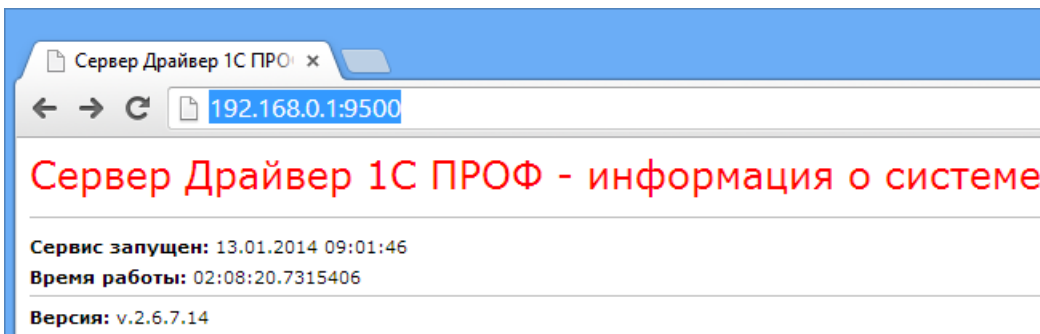 Сервер Драйвер 1С ПРО
192.168.0.1:9500
Сервер Драйвер 1С ПРОФ - информация о системе
Сервис запущен: 13.01.2014 09:01:46
Время работы: 02:08:20.7315406
Версия: v.2.6.7.14